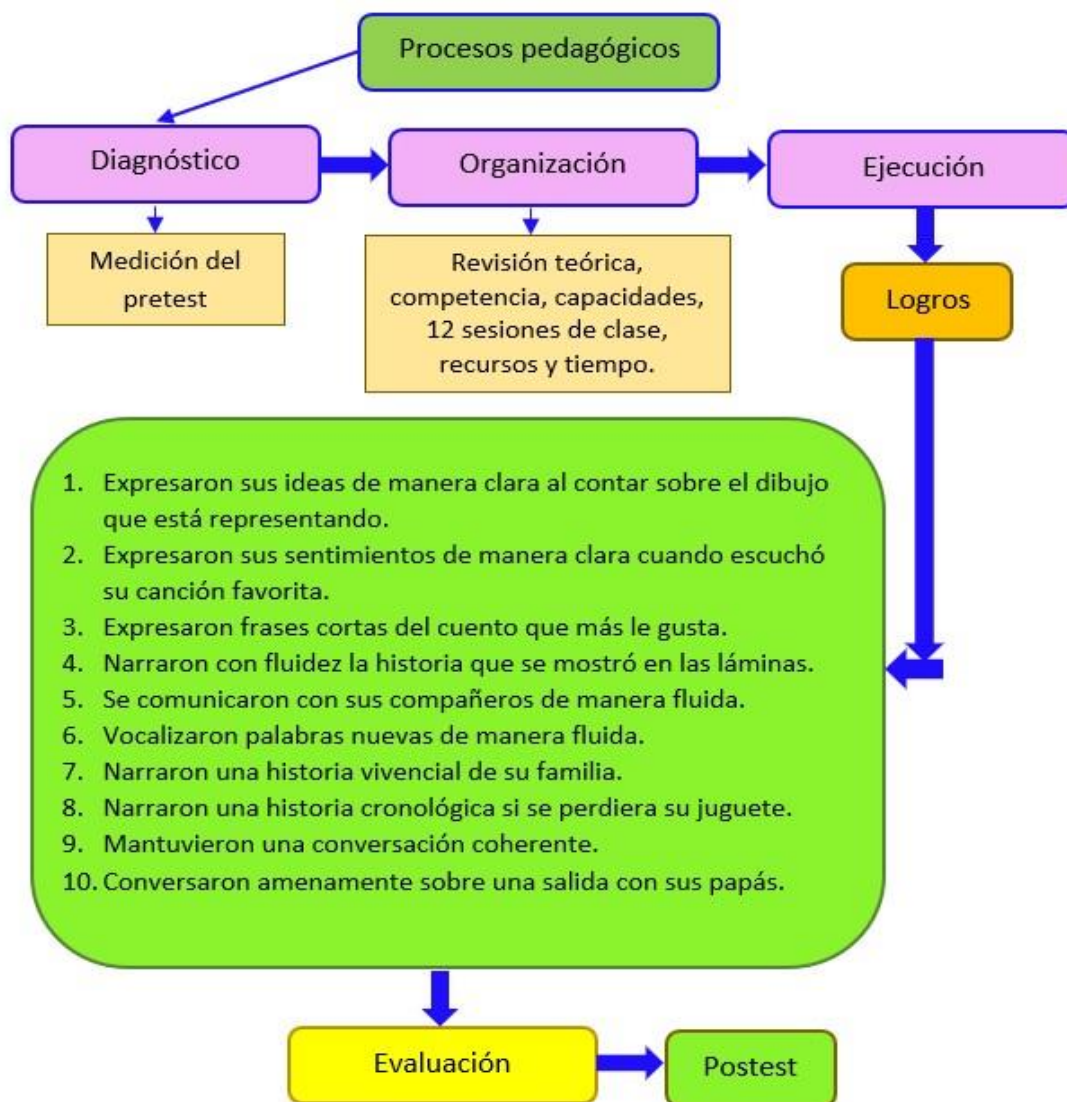 Procesos pedagógicos
Diagnóstico
Organización
Ejecución
Medición del
pretest
Revisión teórica,
competencia, capacidades,
12 sesiones de clase,
recursos y tiempo.
Logros
1. Expresaron sus ideas de manera clara al contar sobre el dibujo
que está representando.
2. Expresaron sus sentimientos de manera clara cuando escuchó
su canción favorita.
3. Expresaron frases cortas del cuento que más le gusta.
4. Narraron con fluidez la historia que se mostró en las láminas.
5. Se comunicaron con sus compañeros de manera fluida.
6. Vocalizaron palabras nuevas de manera fluida.
7. Narraron una historia vivencial de su familia.
8. Narraron una historia cronológica si se perdiera su juguete.
9. Mantuvieron una conversación coherente.
10. Conversaron amenamente sobre una salida con sus papás.
Evaluación
Postest